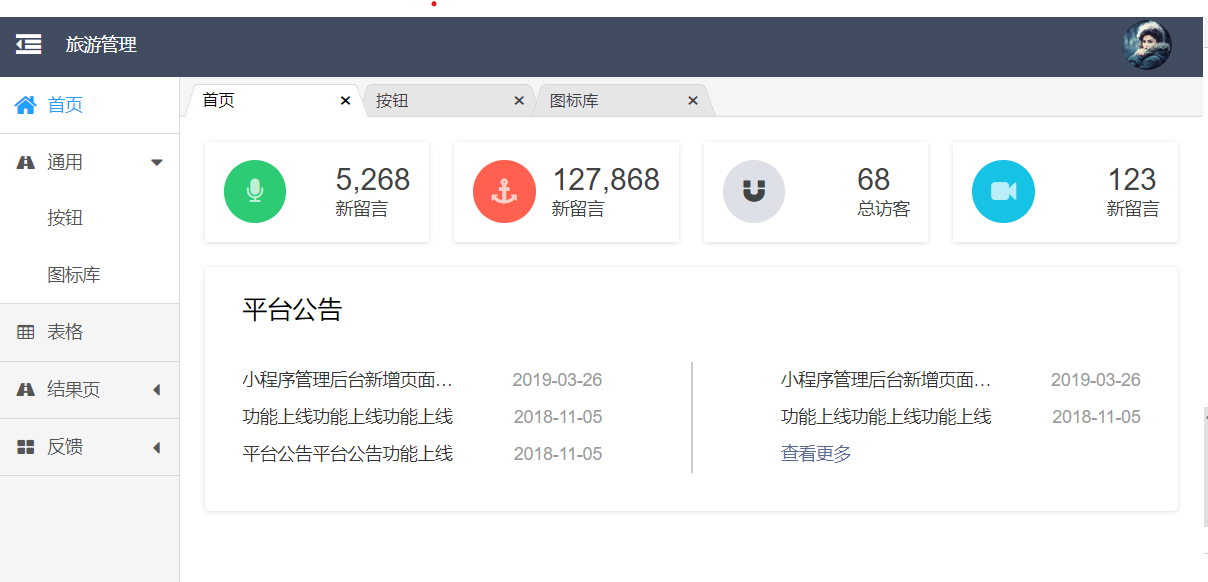 旅游管理
首页
通用
按钮
图标库
表格
结果页
反馈
首页 按钮 图标库
5,268
新留言
127,868
新留言
68
总访客
123
新留言
平台公告
小程序管理后台新增页面… 2019-03-26
功能上线功能上线功能上线 2018-11-05
平台公告平台公告功能上线 2018-11-05
小程序管理后台新增页面… 2019-03-26
功能上线功能上线功能上线 2018-11-05
查看更多